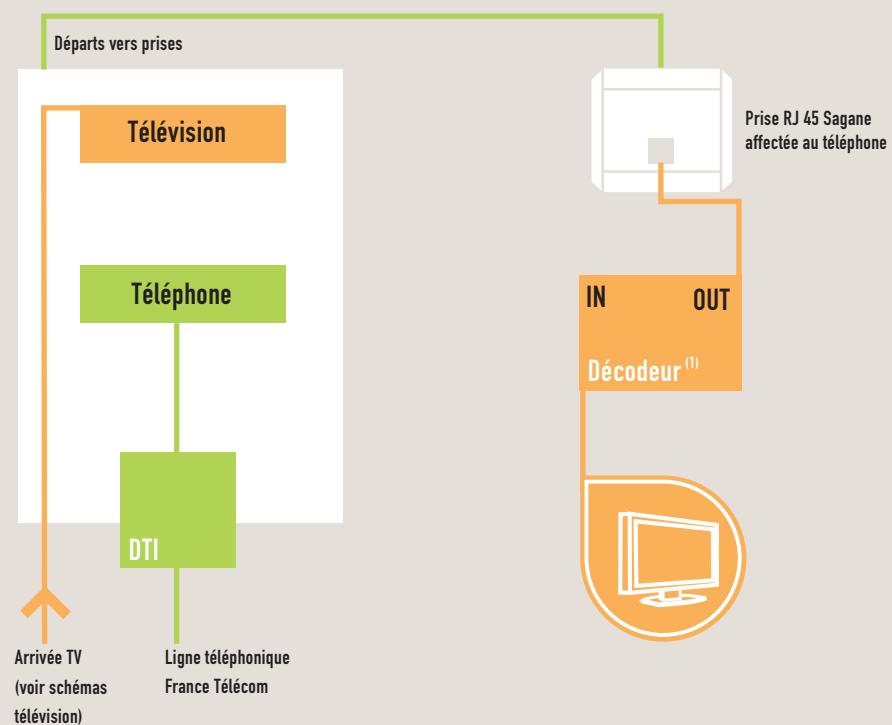 Départs vers prises
Télévision
Prise RJ 45 Sagane
affectée au téléphone
Téléphone
IN
OUT
Décodeur (1)
DTI
Arrivée TV
(voir schémas
télévision)
Ligne téléphonique
France Télécom